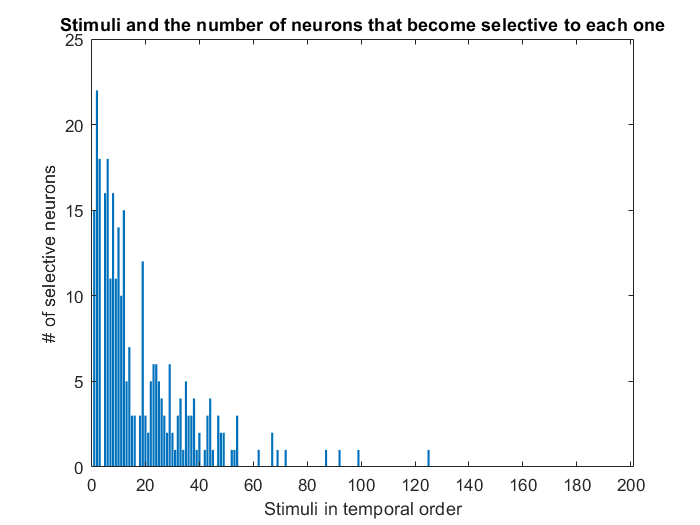 Stimuli and the number of neurons that become selective to each one
25
20
15
10
5
0
# of selective neurons
0 20 40 60 80 100 120 140 160 180 200
Stimuli in temporal order